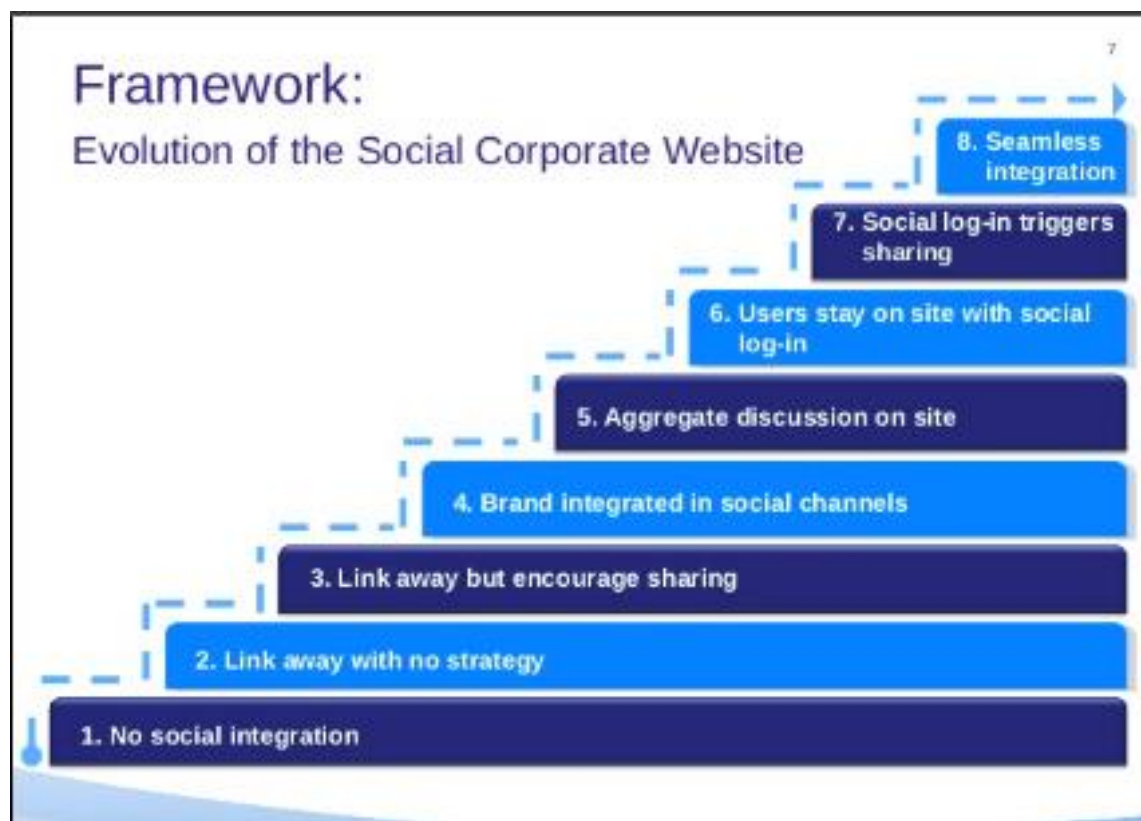 7
Framework:
Evolution of the Social Corporate Website
8. Seamless
integration
7. Social log-in triggers
sharing
6. Users stay on site with social
log-in
5. Aggregate discussion on site
4. Brand integrated in social channels
3. Link away but encourage sharing
2. Link away with no strategy
1. No social integration